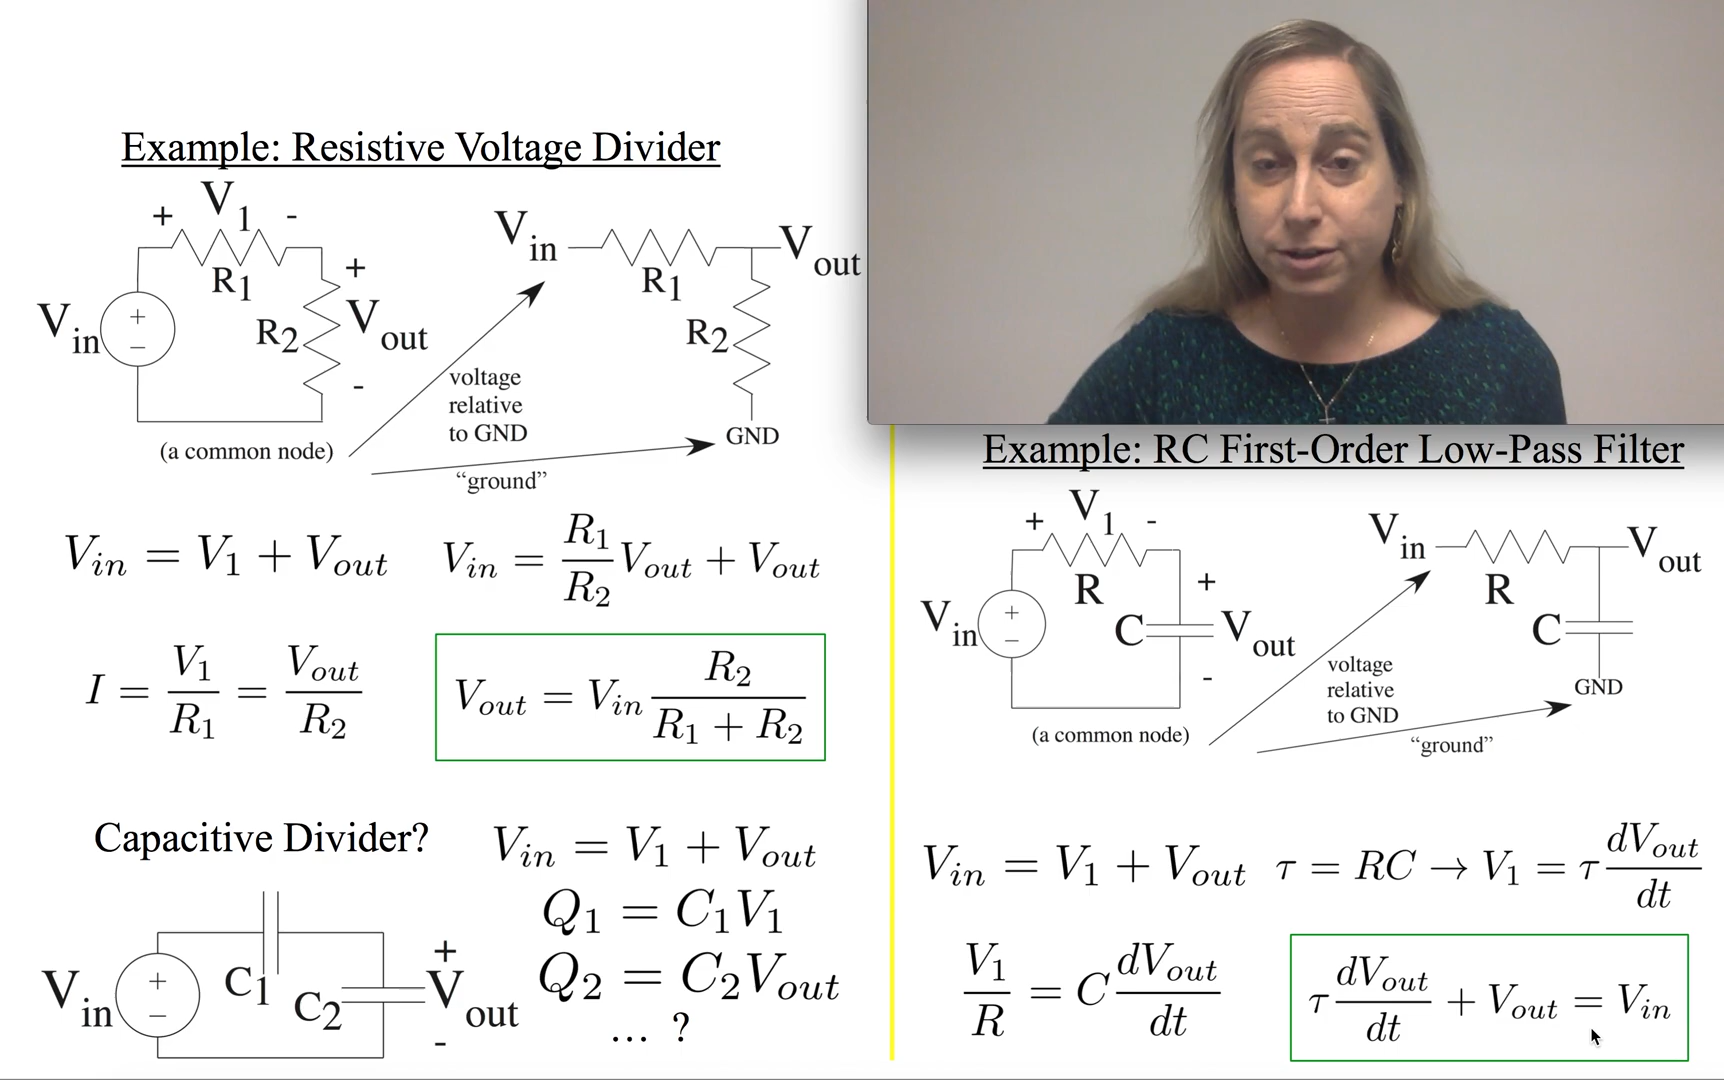 Example: Resistive Voltage Divider
+ V1 -
Vin
+
−
R1
R2
+
Vout
-
(a common node)
Vin
R1
Vout
R2
GND
voltage
relative
to GND
“ground”
Vin = V1 + Vout
Vin = R1/R2 Vout + Vout
I = V1/R1 = Vout/R2
Vout = Vin R2/(R1 + R2)
Capacitive Divider?
Vin
+
−
C1
C2
+
Vout
-
Vin = V1 + Vout
Q1 = C1V1
Q2 = C2Vout
... ?
Example: RC First-Order Low-Pass Filter
+ V1 -
Vin
+
−
R
C
+
Vout
-
(a common node)
Vin
R
Vout
C
GND
voltage
relative
to GND
“ground”
Vin = V1 + Vout
τ = RC → V1 = τ dVout/dt
V1/R = C dVout/dt
τ dVout/dt + Vout = Vin